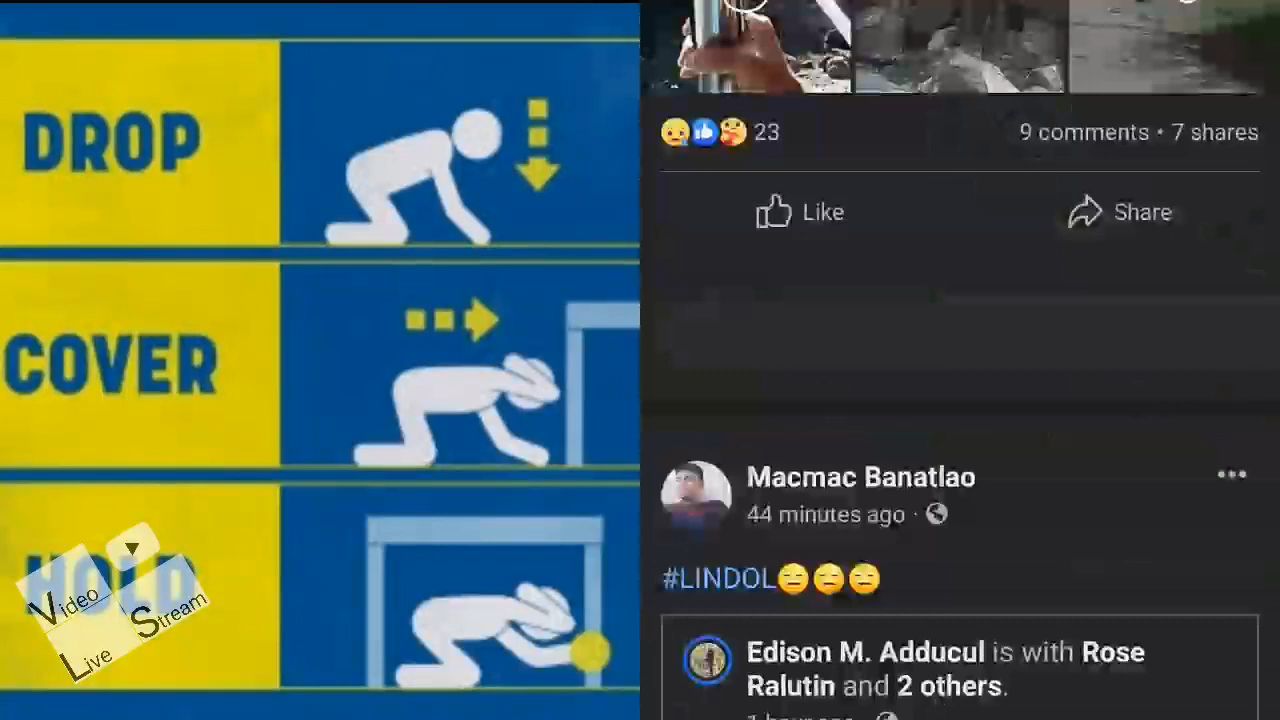 DROP
COVER
HOLD
Video
Live
Stream
23
9 comments • 7 shares
Like
Share
Macmac Banatlao
44 minutes ago ·
#LINDOL😑😑😑
Edison M. Adducul is with Rose
Ralutin and 2 others.